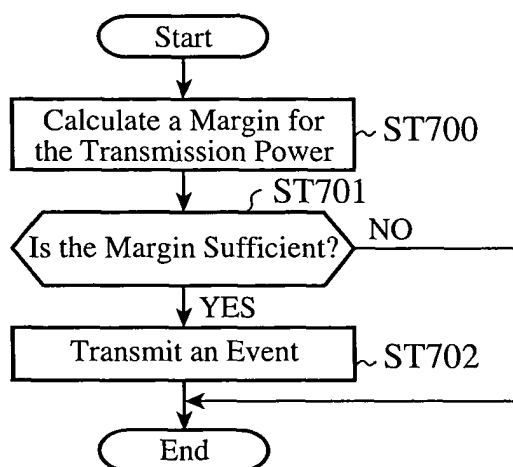 Start
Calculate a Margin for
the Transmission Power
ST700
ST701
Is the Margin Sufficient?
NO
YES
Transmit an Event
ST702
End